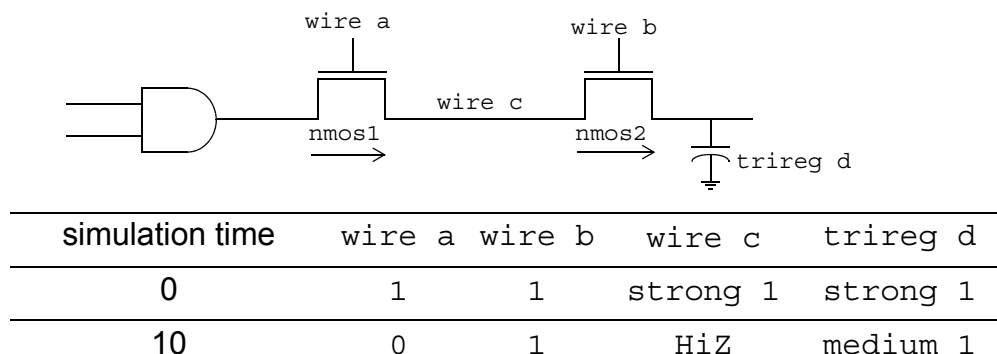 wire a
wire b
wire c
nmos1
nmos2
trireg d
simulation time wire a wire b wire c trireg d
0 1 1 strong 1 strong 1
10 0 1 HiZ medium 1